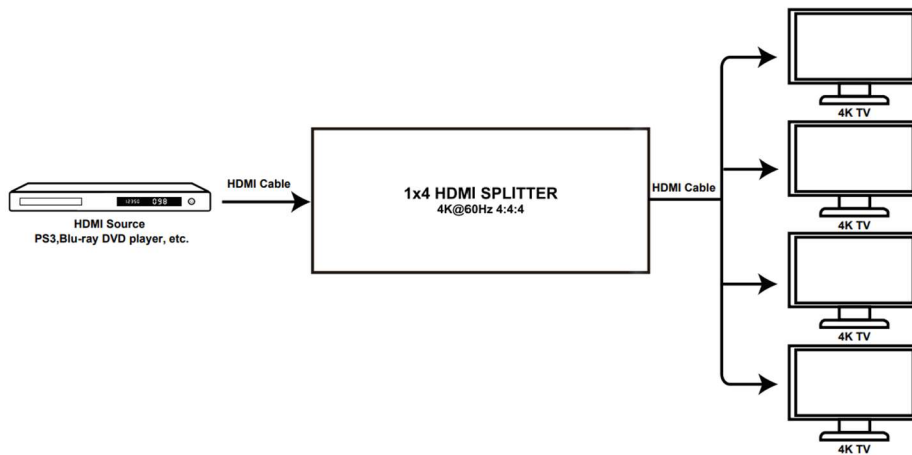 HDMI Cable
098
HDMI Source
PS3,Blu-ray DVD player, etc.
1x4 HDMI SPLITTER
4K@60Hz 4:4:4
HDMI Cable
4K TV
4K TV
4K TV
4K TV